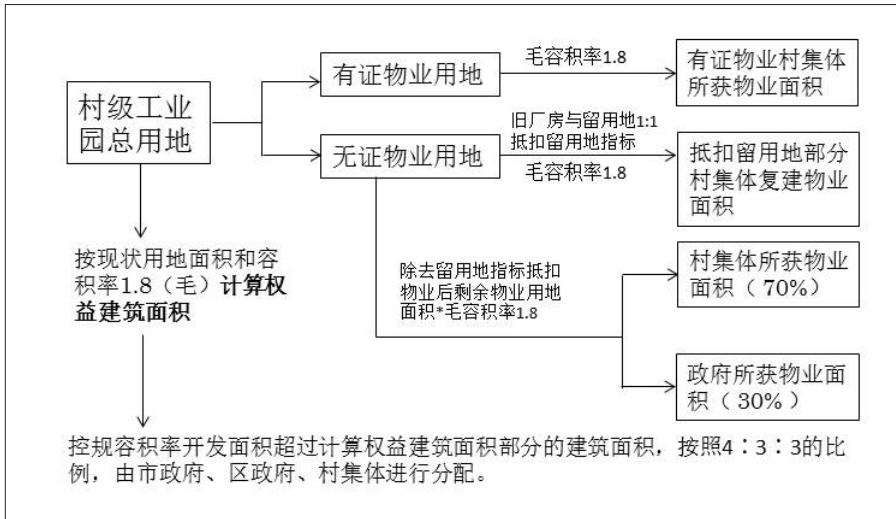 村级工业
园总用地
有证物业用地
毛容积率1.8
有证物业村集体
所获物业面积
无证物业用地
旧厂房与留用地1:1
抵扣留用地指标
毛容积率1.8
抵扣留用地部分
村集体复建物业
面积
按现状用地面积和容
积率1.8（毛）计算权
益建筑面积
除去留用地指标抵扣
物业后剩余物业用地
面积*毛容积率1.8
村集体所获物业
面积（70%）
政府所获物业面
积（30%）
控规容积率开发面积超过计算权益建筑面积部分的建筑面积，按照4：3：3的比
例，由市政府、区政府、村集体进行分配。